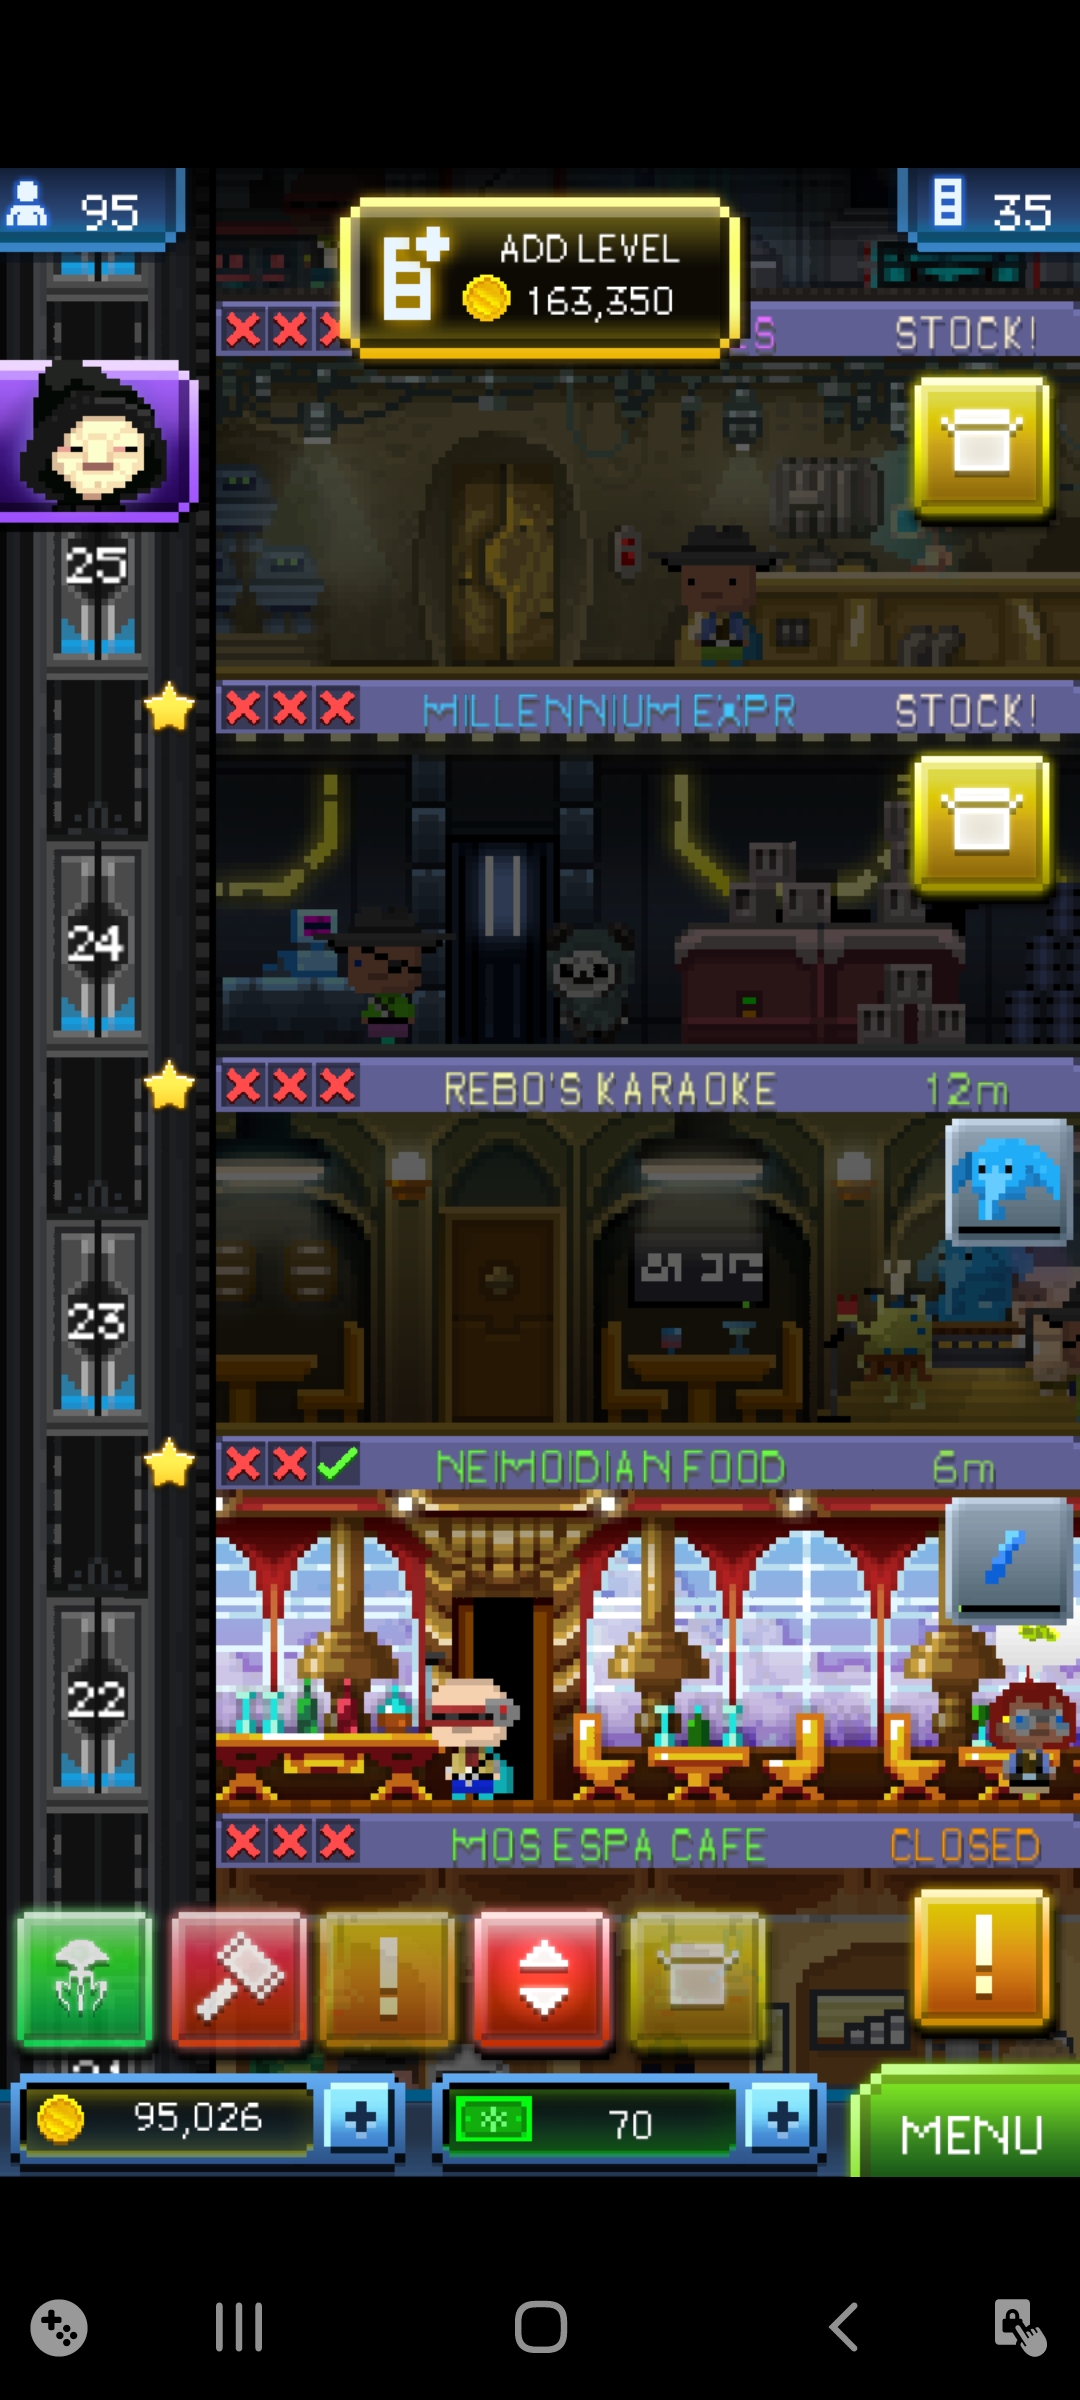 95
35
ADD LEVEL
163,350
S STOCK!
25
MILLENNIUM EXPR STOCK!
24
REBO'S KARAOKE 12m
23
NEIMOIDIAN FOOD 6m
22
MOS ESPA CAFE CLOSED
95,026
70
MENU